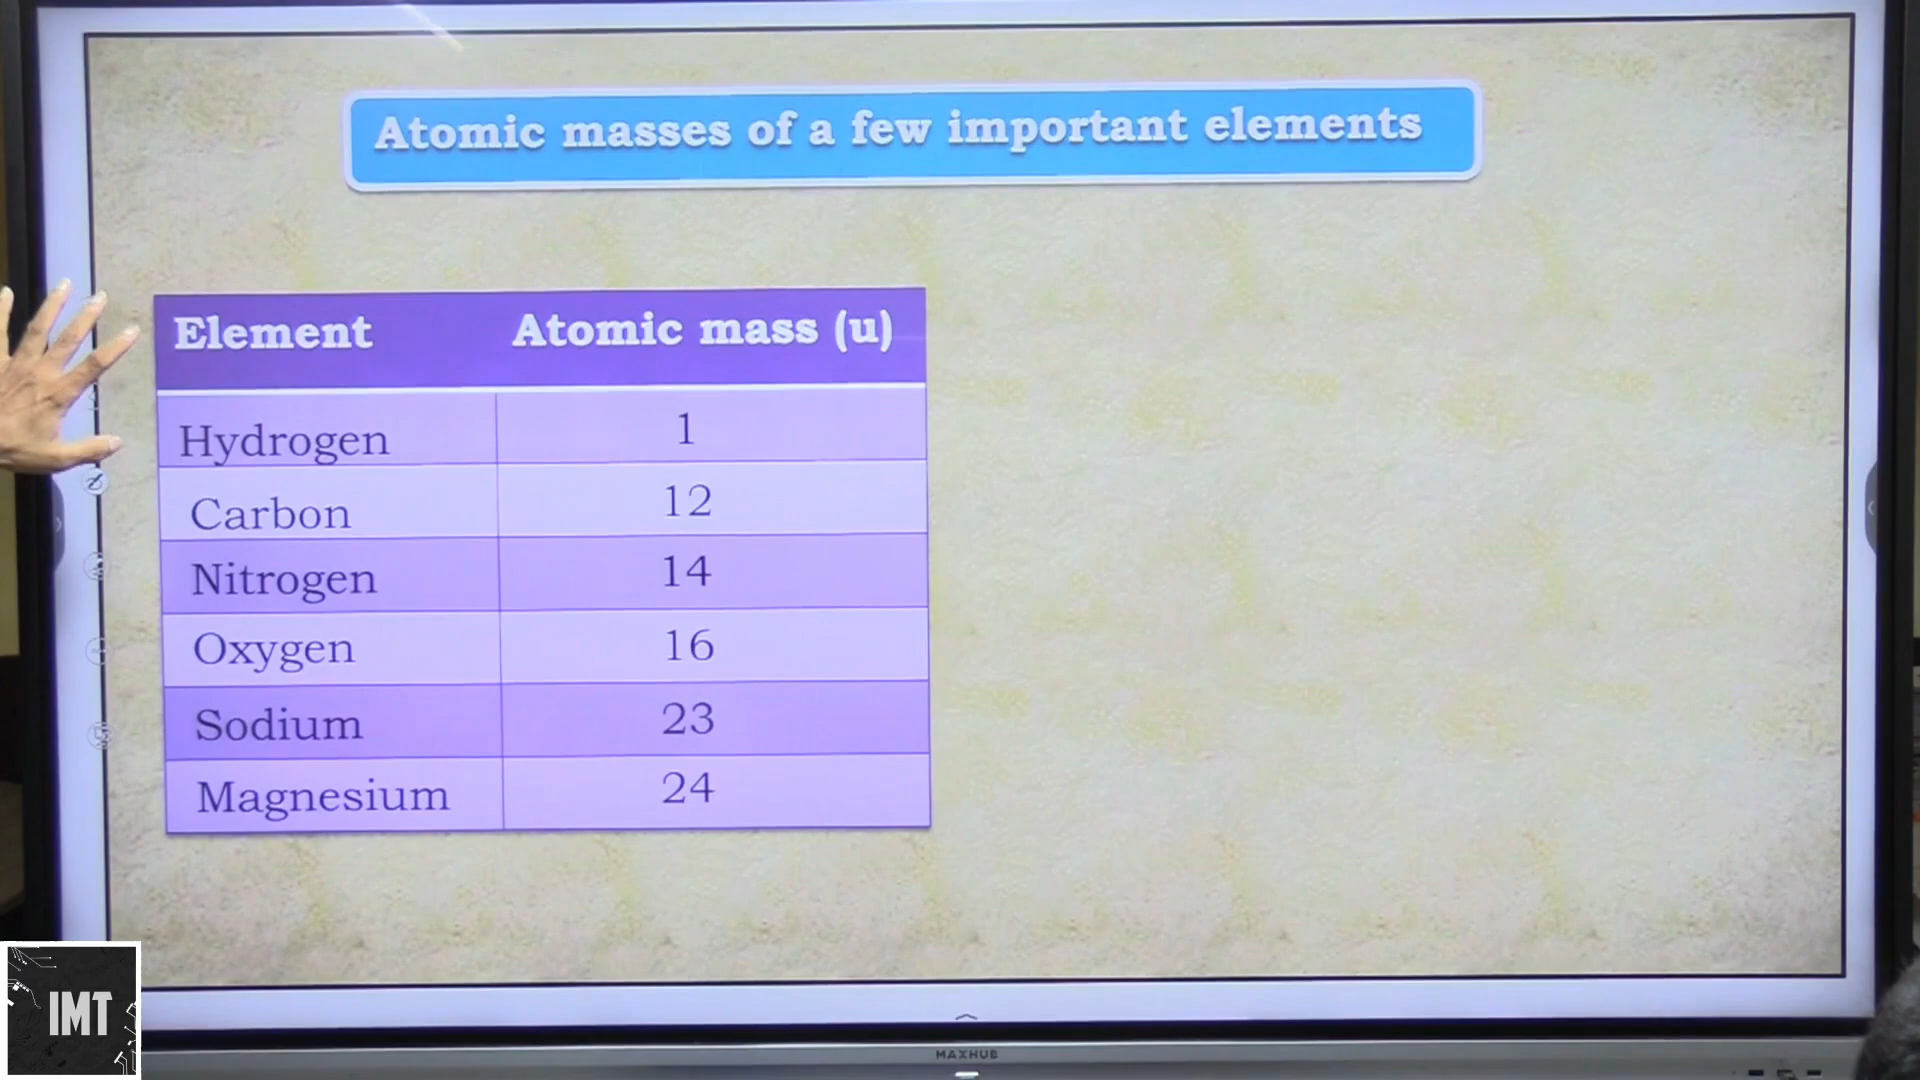 Atomic masses of a few important elements
Element Atomic mass (u)
Hydrogen 1
Carbon 12
Nitrogen 14
Oxygen 16
Sodium 23
Magnesium 24
IMT
MAXHUB